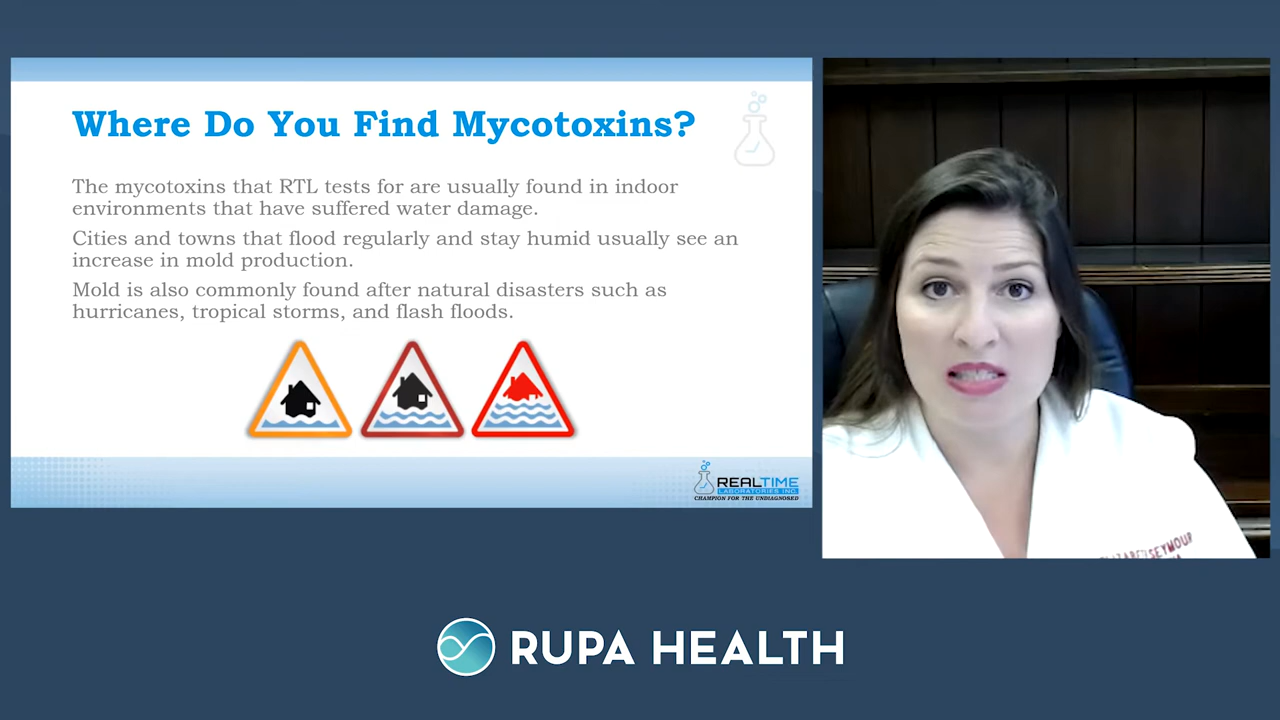 Where Do You Find Mycotoxins?
The mycotoxins that RTL tests for are usually found in indoor
environments that have suffered water damage.
Cities and towns that flood regularly and stay humid usually see an
increase in mold production.
Mold is also commonly found after natural disasters such as
hurricanes, tropical storms, and flash floods.
REALTIME
LABORATORIES INC.
CHAMPION FOR THE UNDIAGNOSED
SEYMOUR
RUPA HEALTH